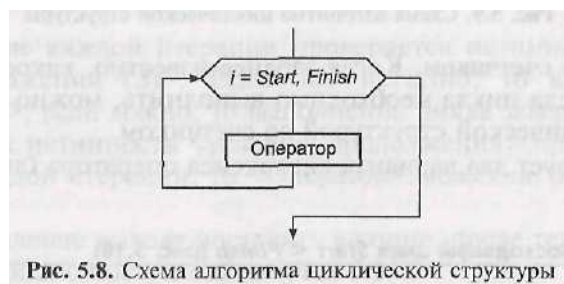 i = Start, Finish
Оператор
Рис. 5.8. Схема алгоритма циклической структуры